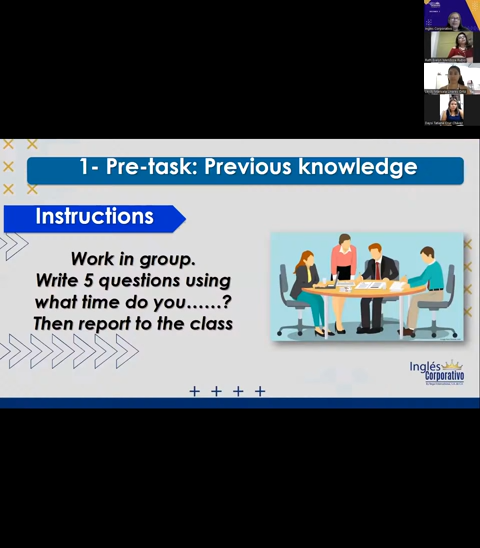 1- Pre-task: Previous knowledge
Instructions
Work in group.
Write 5 questions using
what time do you......?
Then report to the class
Inglés
Corporativo